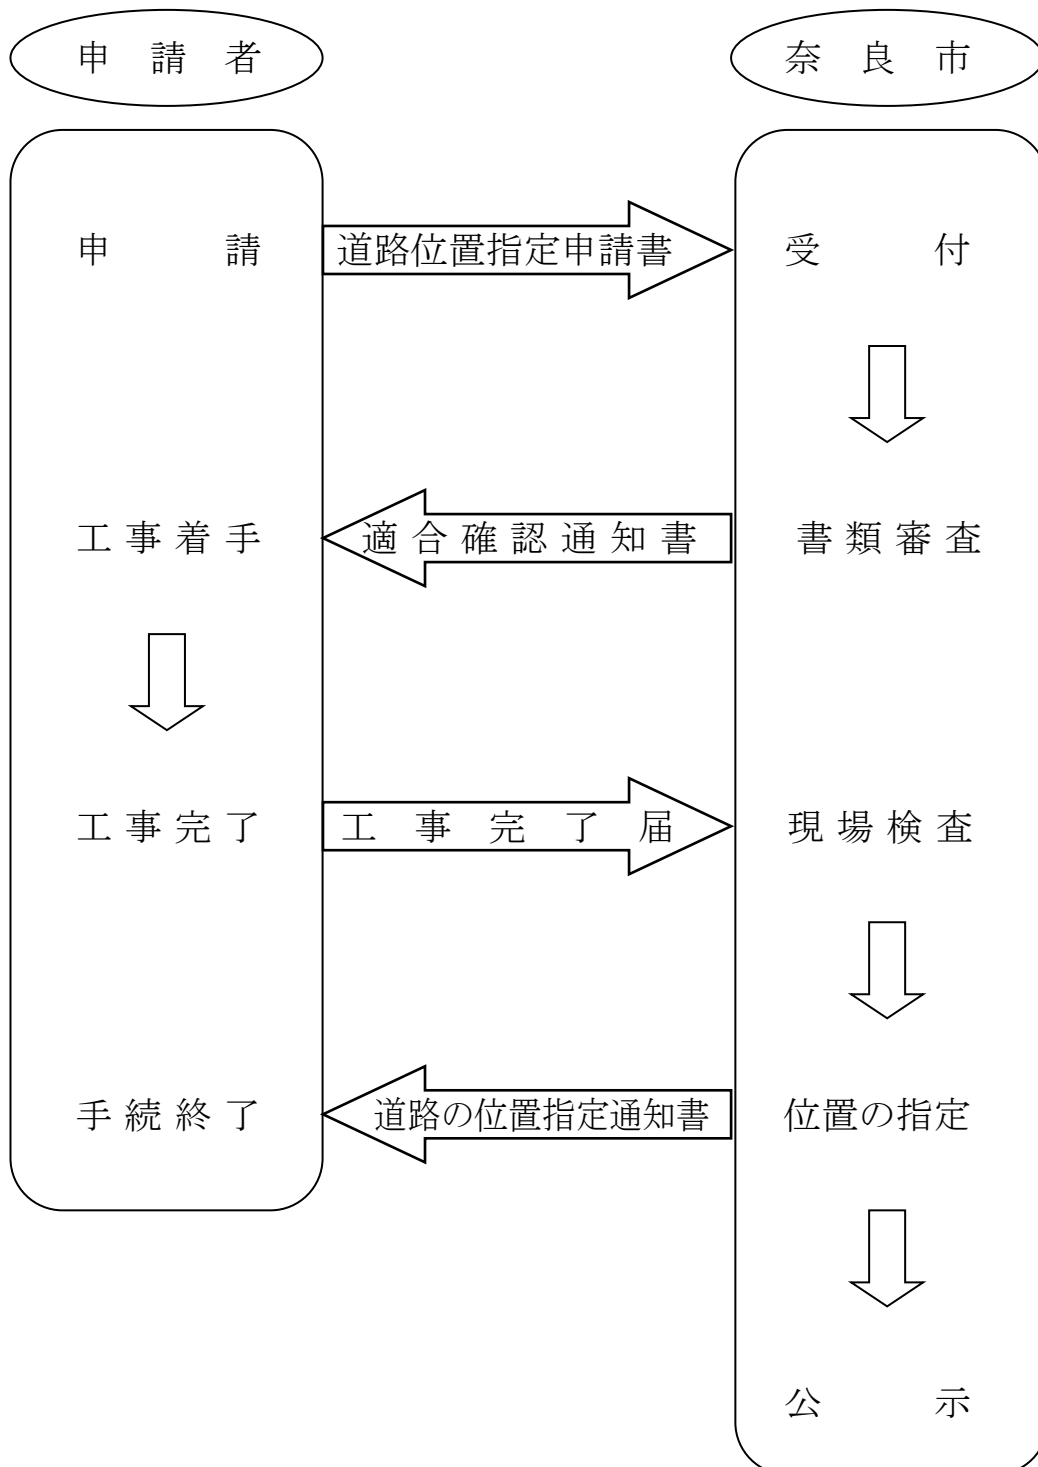 申請者
奈良市
申請
道路位置指定申請書
受付
工事着手
適合確認通知書
書類審査
工事完了
工事完了届
現場検査
手続終了
道路の位置指定通知書
位置の指定
公示